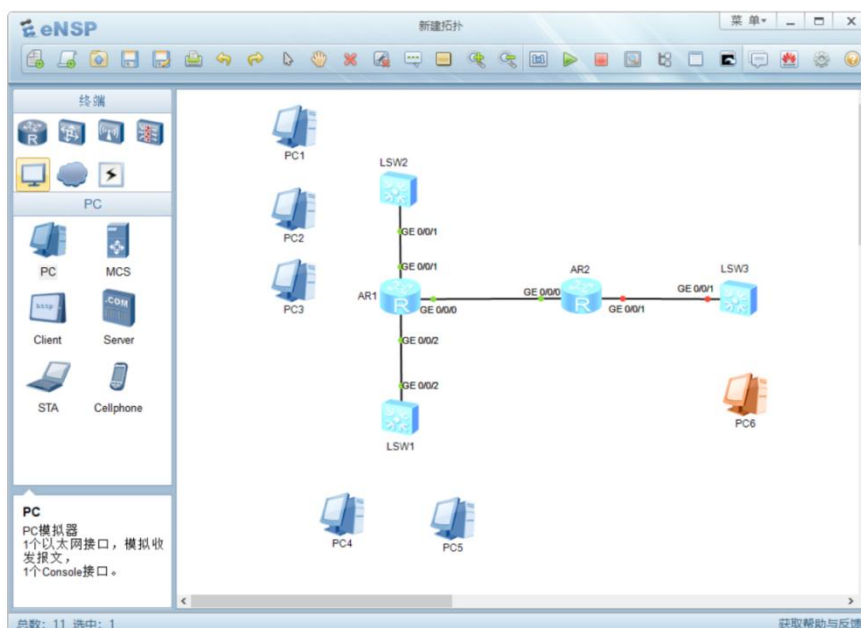 eNSP
新建拓扑
菜 单
终端
PC
PC
MCS
Client
Server
STA
Cellphone
PC
PC模拟器
1个以太网接口，模拟收
发报文，
1个Console接口。
PC1
LSW2
PC2
GE 0/0/1
PC3
GE 0/0/1
AR1
R
GE 0/0/0
GE 0/0/0
AR2
R
GE 0/0/1
GE 0/0/1
LSW3
GE 0/0/2
GE 0/0/2
LSW1
PC6
PC4
PC5
总数：11 选中：1
获取帮助与反馈